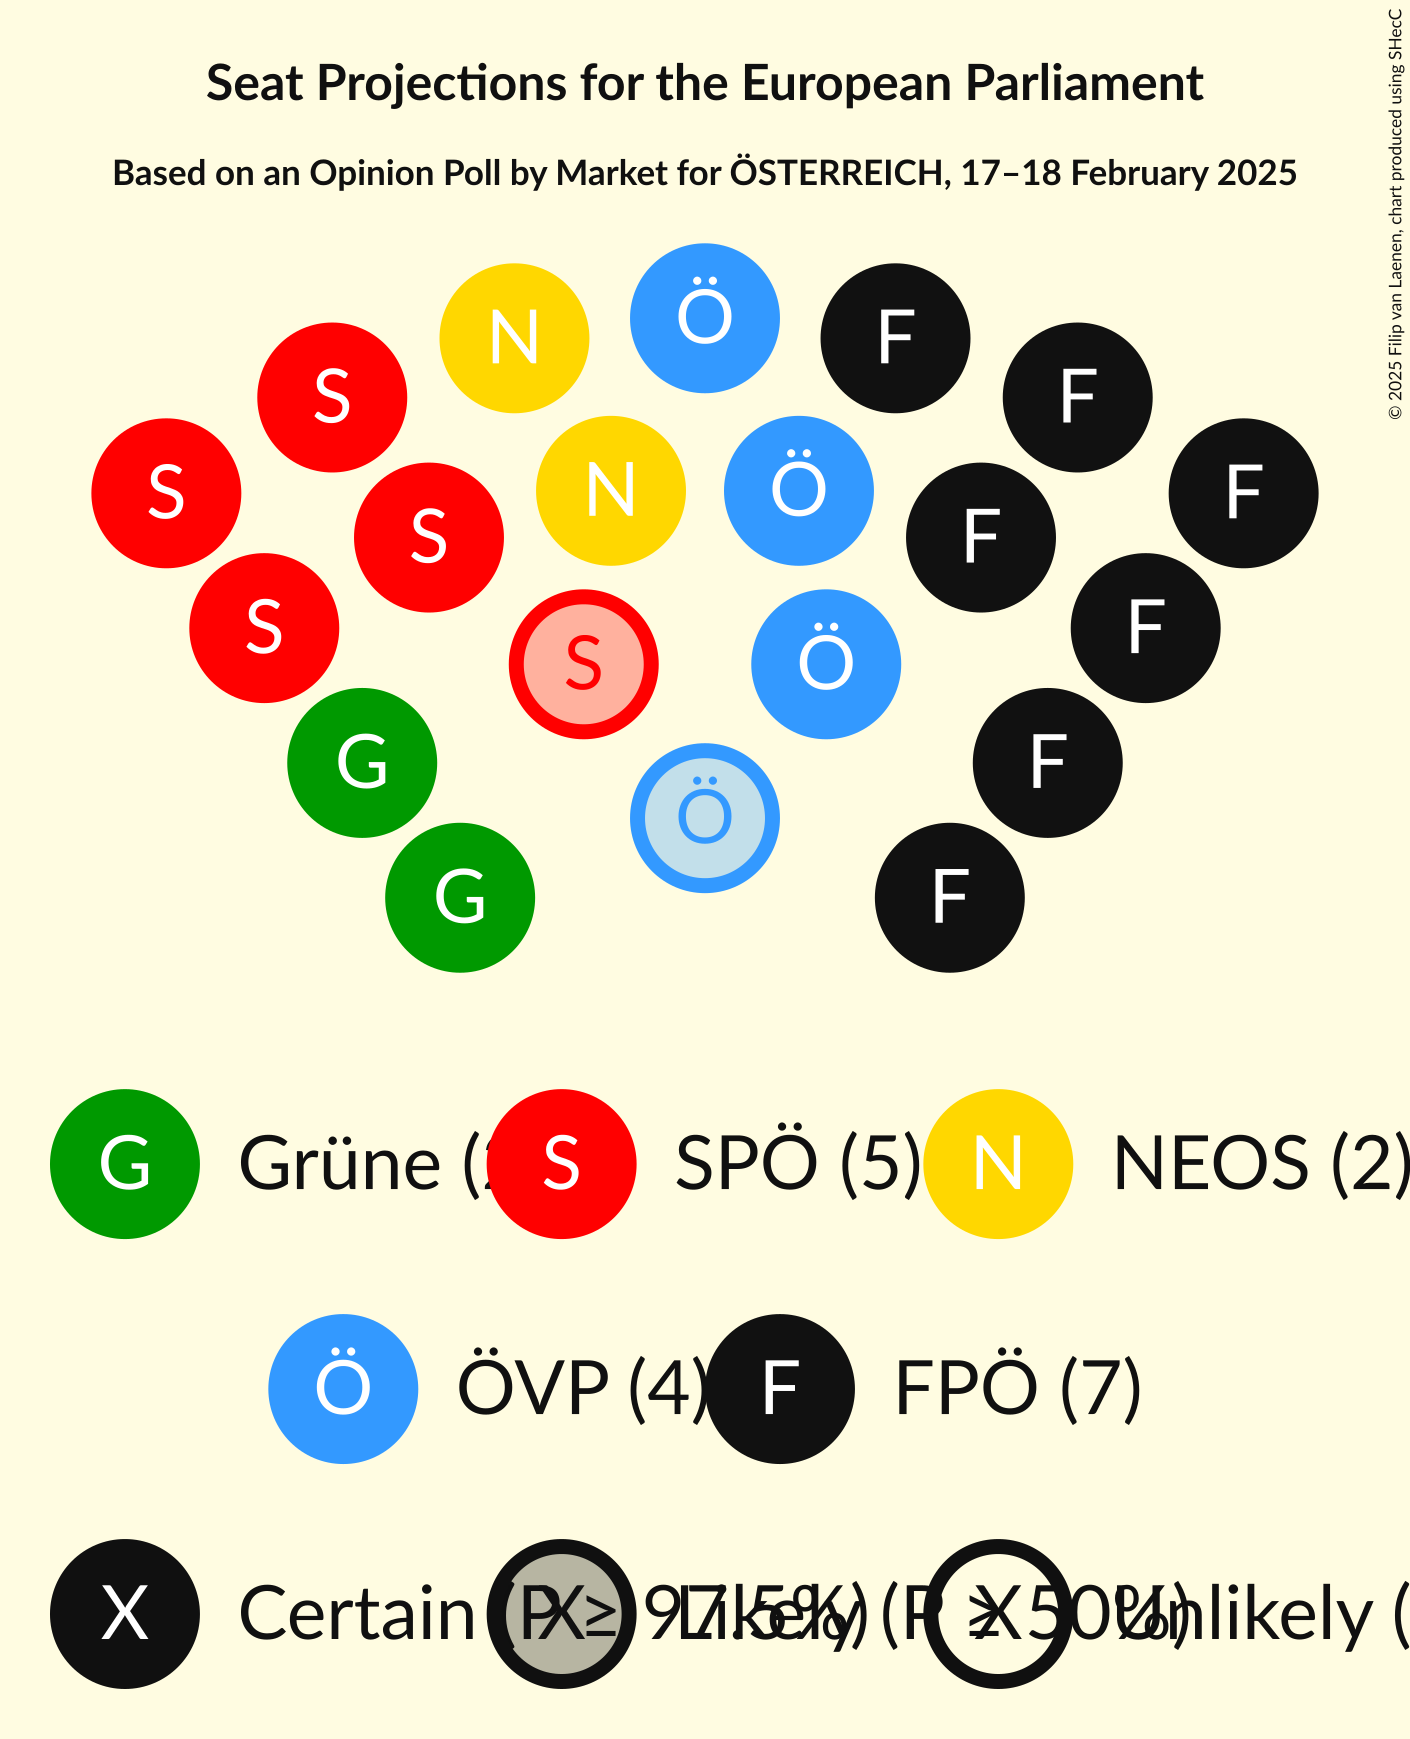 Seat Projections for the European Parliament
Based on an Opinion Poll by Market for ÖSTERREICH, 17–18 February 2025
© 2025 Filip van Laenen, chart produced using SHecC
Ö
N F
S F
S N Ö F
S F
S S Ö F
G F
Ö
G F
G Grüne ( S SPÖ (5) N NEOS (2)
Ö ÖVP (4) F FPÖ (7)
X Certain (P ≥ 97.5%) X Likely (P ≥ 50%) X Unlikely (